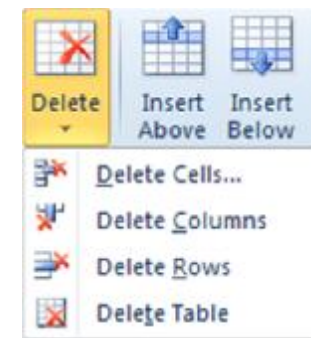 Delete
Insert Above
Insert Below
Delete Cells...
Delete Columns
Delete Rows
Delete Table